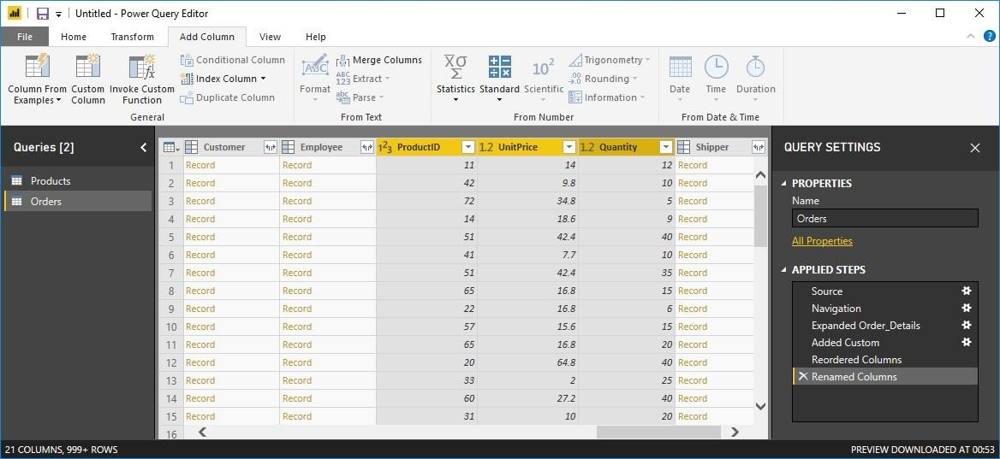 Untitled - Power Query Editor
File Home Transform Add Column View Help
Column From Examples
Custom Column
Invoke Custom Function
Conditional Column
Index Column
Duplicate Column
General
Format
Merge Columns
ABC 123 Extract
abc Parse
From Text
Statistics
Standard
10² Scientific
Trigonometry
Rounding
Information
From Number
Date
Time
Duration
From Date & Time
Queries [2]
Products
Orders
Customer Employee 1²3 ProductID 1.2 UnitPrice 1.2 Quantity Shipper
1 Record Record 11 14 12 Record
2 Record Record 42 9.8 10 Record
3 Record Record 72 34.8 5 Record
4 Record Record 14 18.6 9 Record
5 Record Record 51 42.4 40 Record
6 Record Record 41 7.7 10 Record
7 Record Record 51 42.4 35 Record
8 Record Record 65 16.8 15 Record
9 Record Record 22 16.8 6 Record
10 Record Record 57 15.6 15 Record
11 Record Record 65 16.8 20 Record
12 Record Record 20 64.8 40 Record
13 Record Record 33 2 25 Record
14 Record Record 60 27.2 40 Record
15 Record Record 31 10 20 Record
16
QUERY SETTINGS
PROPERTIES
Name
Orders
All Properties
APPLIED STEPS
Source
Navigation
Expanded Order_Details
Added Custom
Reordered Columns
Renamed Columns
21 COLUMNS, 999+ ROWS
PREVIEW DOWNLOADED AT 00:53